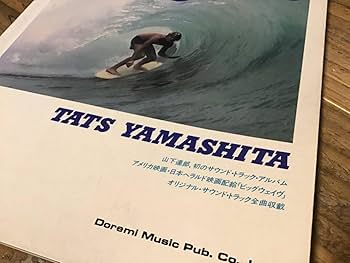 TATS YAMASHITA
山下達郎、初のサウンド・トラック・アルバム
アメリカ映画・日本ヘラルド映画配給「ビッグウェイヴ」
オリジナル・サウンド・トラック全曲収載
Doremi Music Pub. Co.